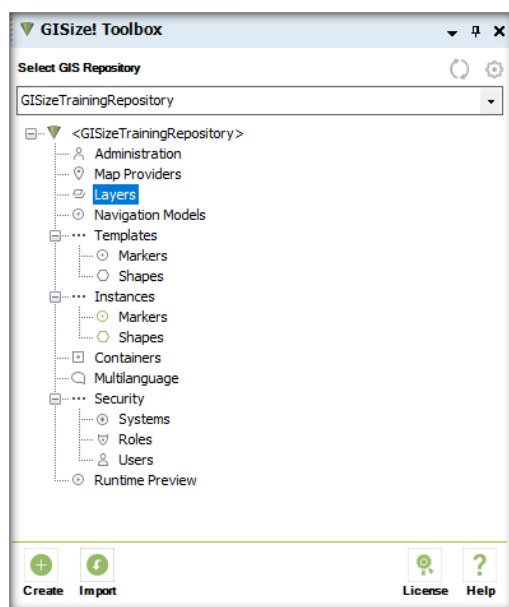 GISize! Toolbox
Select GIS Repository
GISizeTrainingRepository
<GISizeTrainingRepository>
Administration
Map Providers
Layers
Navigation Models
Templates
Markers
Shapes
Instances
Markers
Shapes
Containers
Multilanguage
Security
Systems
Roles
Users
Runtime Preview
Create Import License Help